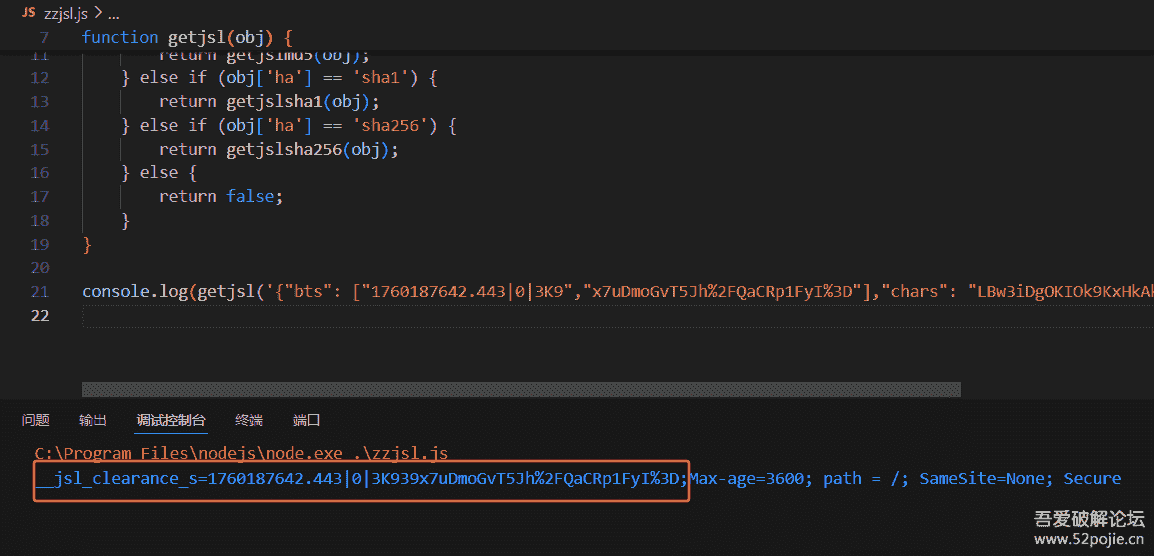 JS zzjsl.js > ...
7 function getjsl(obj) {
11 return getjslmd5(obj);
12 } else if (obj['ha'] == 'sha1') {
13 return getjslsha1(obj);
14 } else if (obj['ha'] == 'sha256') {
15 return getjslsha256(obj);
16 } else {
17 return false;
18 }
19 }
20
21 console.log(getjsl('{"bts": ["1760187642.443|0|3K9","x7uDmoGvT5Jh%2FQaCRp1FyI%3D"],"chars": "LBw3iDgOKIOk9KxHkA
22
问题 输出 调试控制台 终端 端口
C:\Program Files\nodejs\node.exe .\zzjsl.js
__jsl_clearance_s=1760187642.443|0|3K939x7uDmoGvT5Jh%2FQaCRp1FyI%3D;Max-age=3600; path = /; SameSite=None; Secure
吾爱破解论坛
www.52pojie.cn